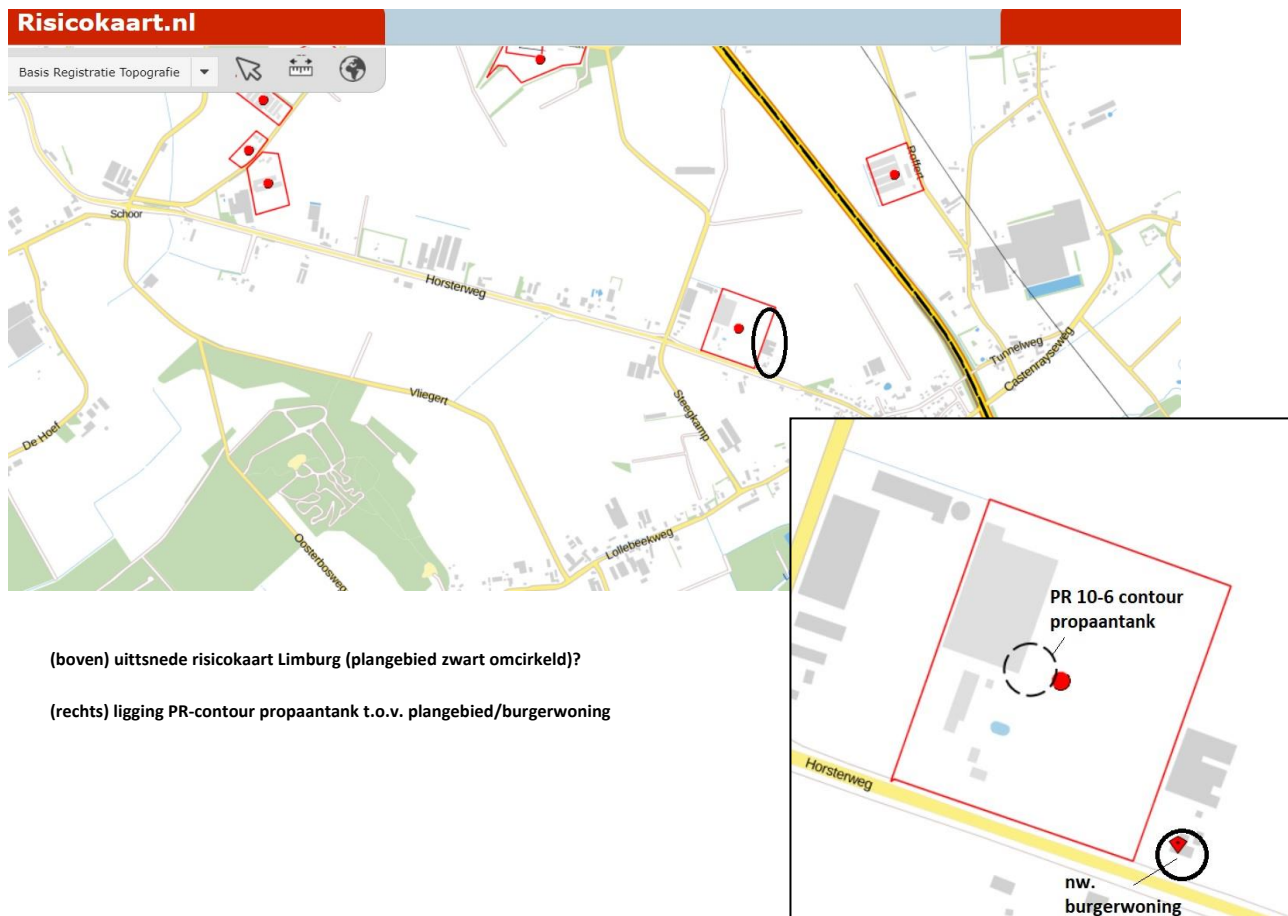 Risicokaart.nl
Basis Registratie Topografie
Roffert
Schoor
Horsterweg
Tunnelweg
Castenrayseweg
Vliegert
Steegkamp
De Hoef
Oosterbosweg
Lollebeekweg
(boven) uittsnede risicokaart Limburg (plangebied zwart omcirkeld)?
(rechts) ligging PR-contour propaantank t.o.v. plangebied/burgerwoning
PR 10-6 contour
propaantank
Horsterweg
nw.
burgerwoning